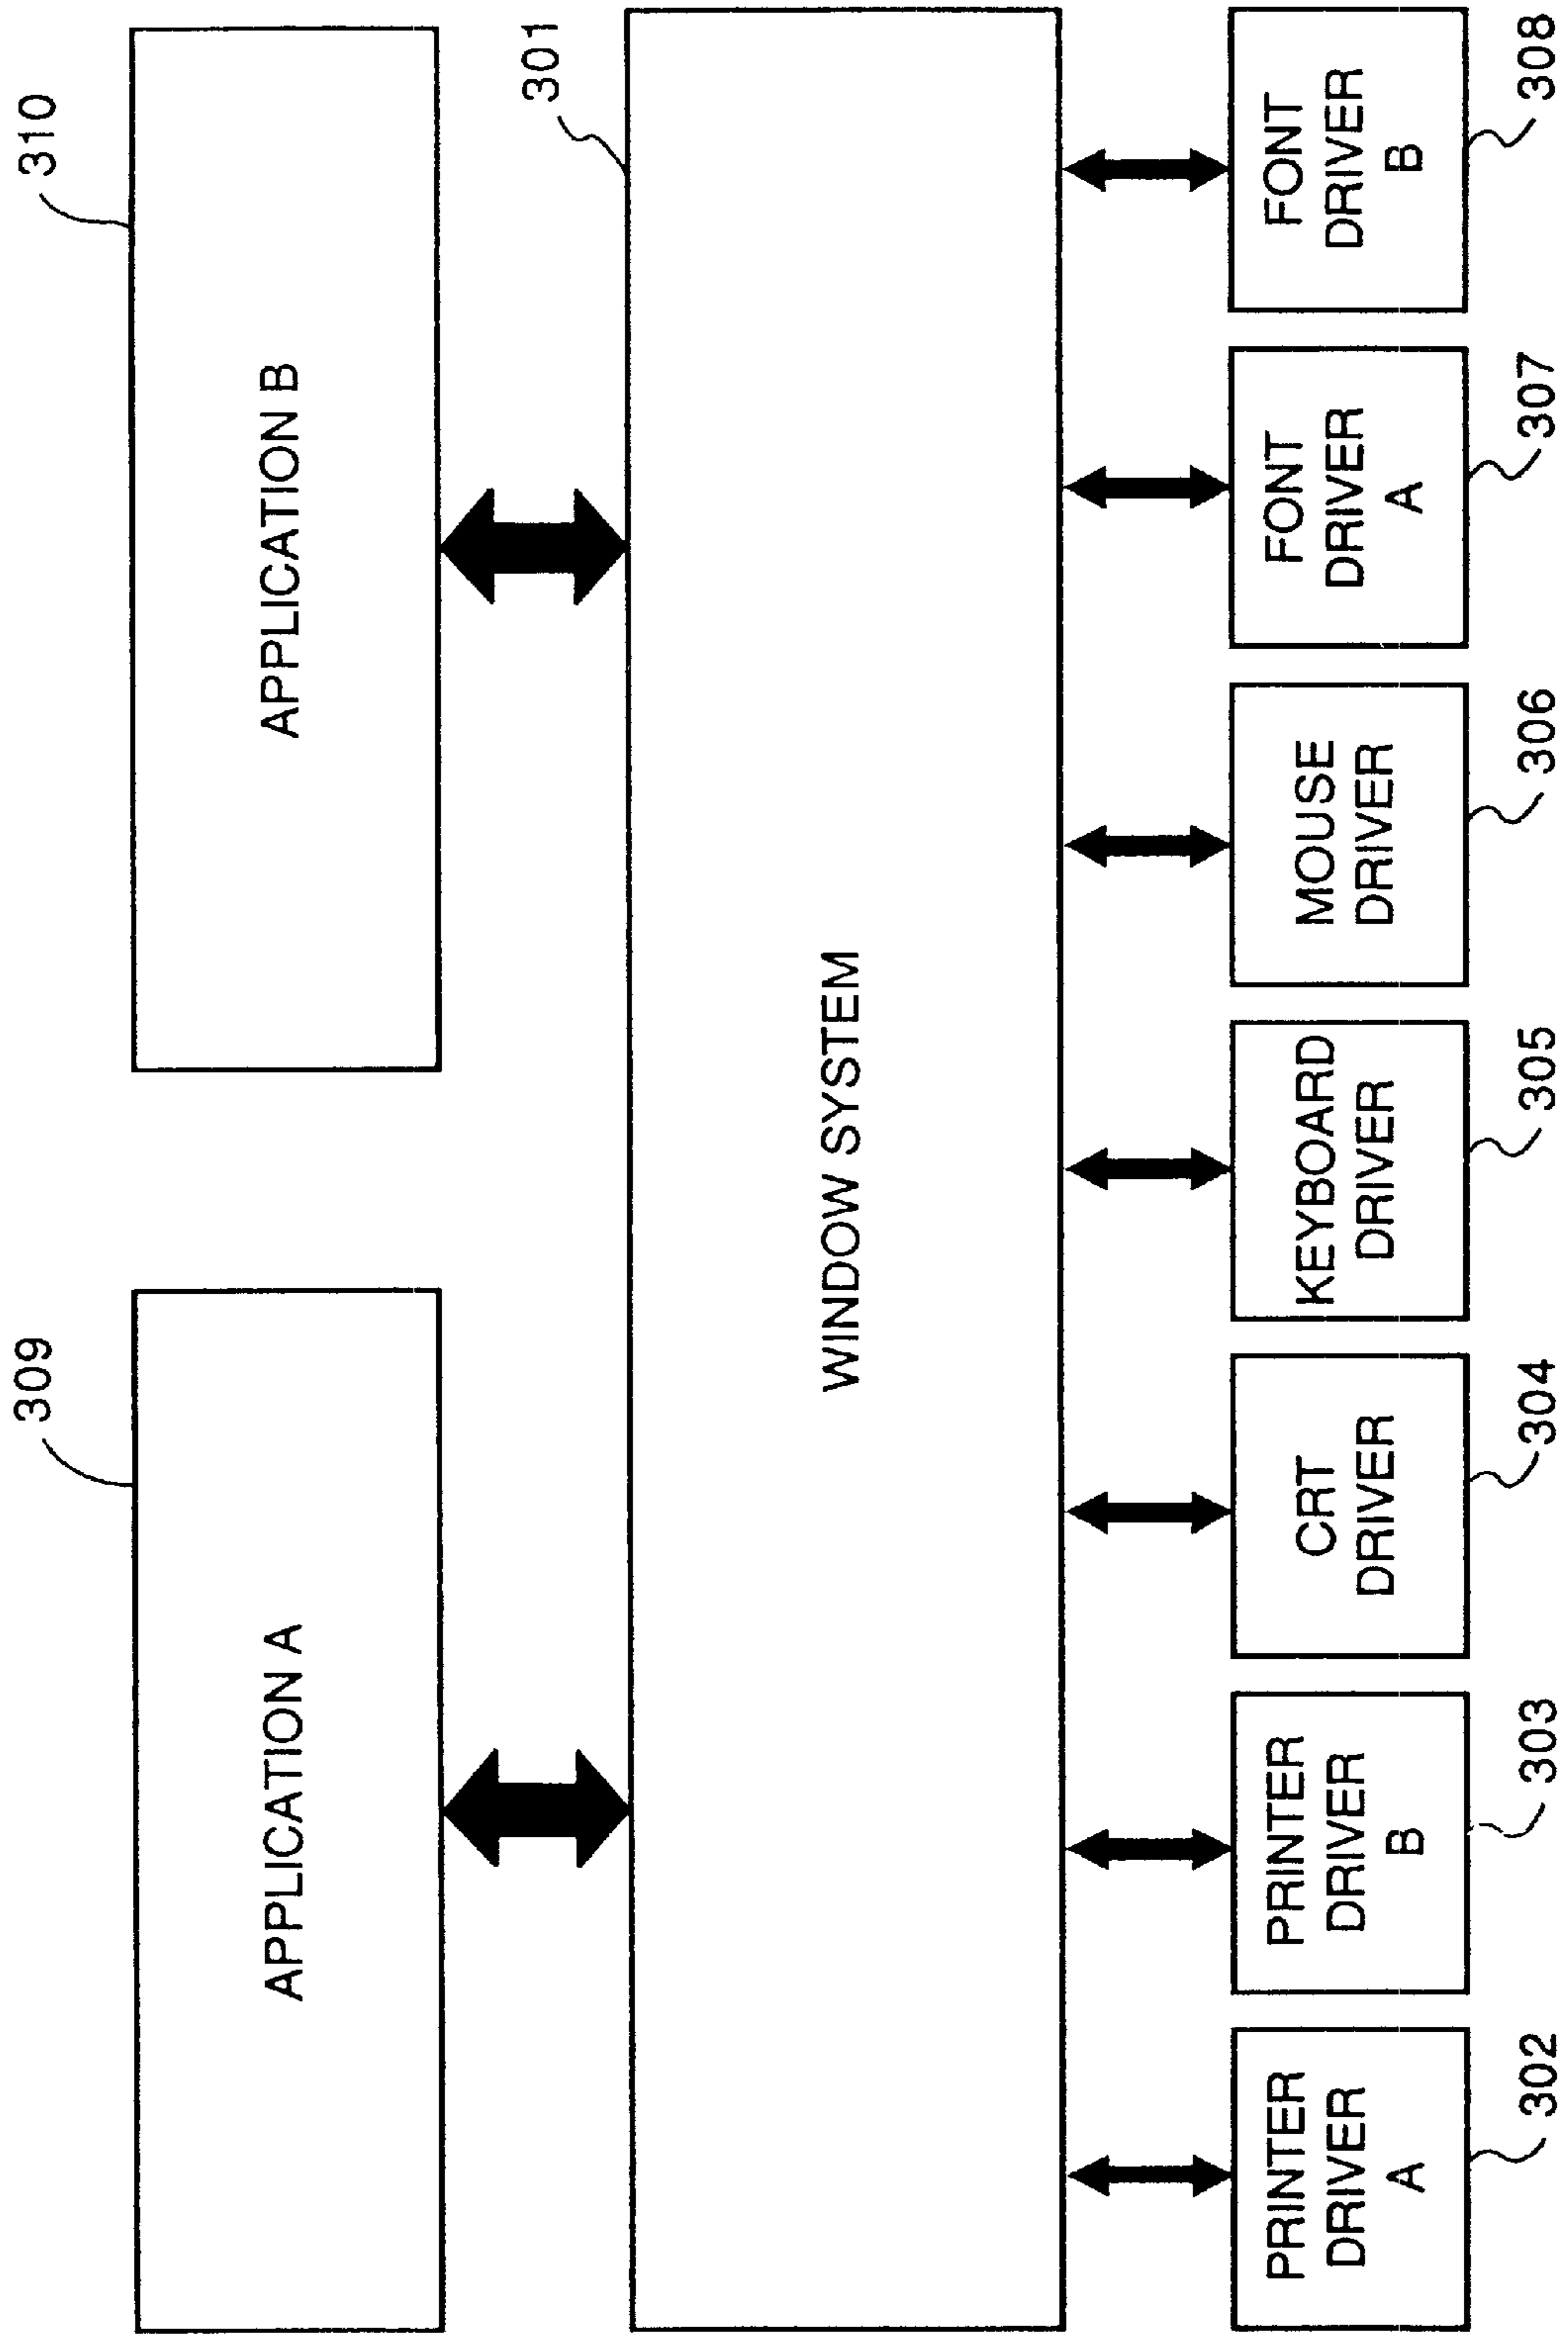 309
310
APPLICATION A
APPLICATION B
301
WINDOW SYSTEM
PRINTER
DRIVER
A
PRINTER
DRIVER
B
CRT
DRIVER
KEYBOARD
DRIVER
MOUSE
DRIVER
FONT
DRIVER
A
FONT
DRIVER
B
302
303
304
305
306
307
308